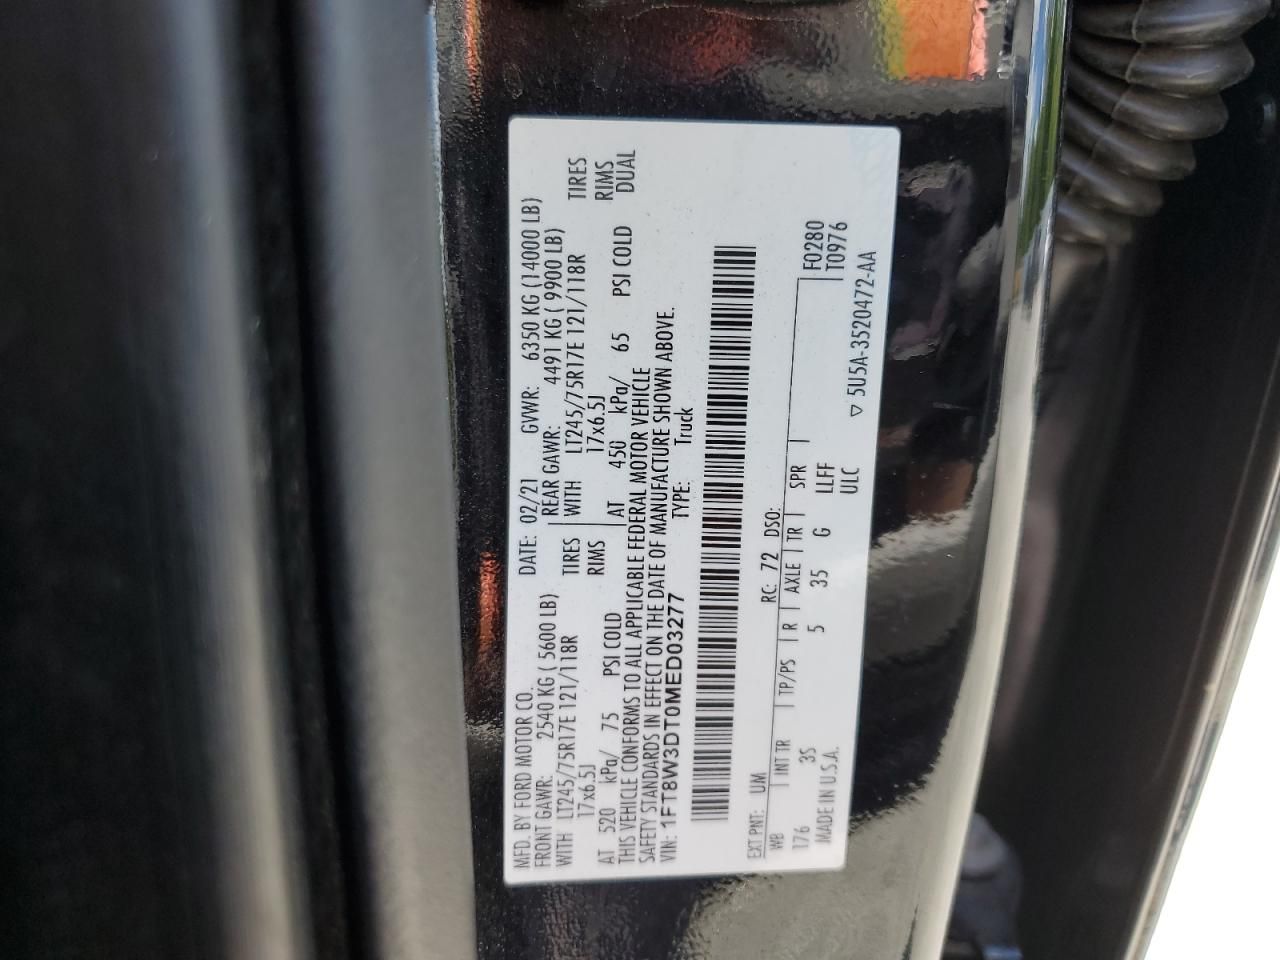 MFD. BY FORD MOTOR CO. DATE: 02/21 GVWR: 6350 KG (14000 LB)
FRONT GAWR: 2540 KG ( 5600 LB) REAR GAWR: 4491 KG ( 9900 LB)
WITH LT245/75R17E 121/118R TIRES WITH LT245/75R17E 121/118R TIRES
17x6.5J RIMS 17x6.5J RIMS
AT 520 kPa/ 75 PSI COLD AT 450 kPa/ 65 PSI COLD DUAL
THIS VEHICLE CONFORMS TO ALL APPLICABLE FEDERAL MOTOR VEHICLE
SAFETY STANDARDS IN EFFECT ON THE DATE OF MANUFACTURE SHOWN ABOVE.
VIN: 1FT8W3DT0MED03277 TYPE: Truck
EXT PNT: UM RC: 72 DSO:
WB INT TR TP/PS R AXLE TR SPR F0280
176 3S 5 35 G LLFF T0976
MADE IN U.S.A. ULC
▽ 5U5A-3520472-AA